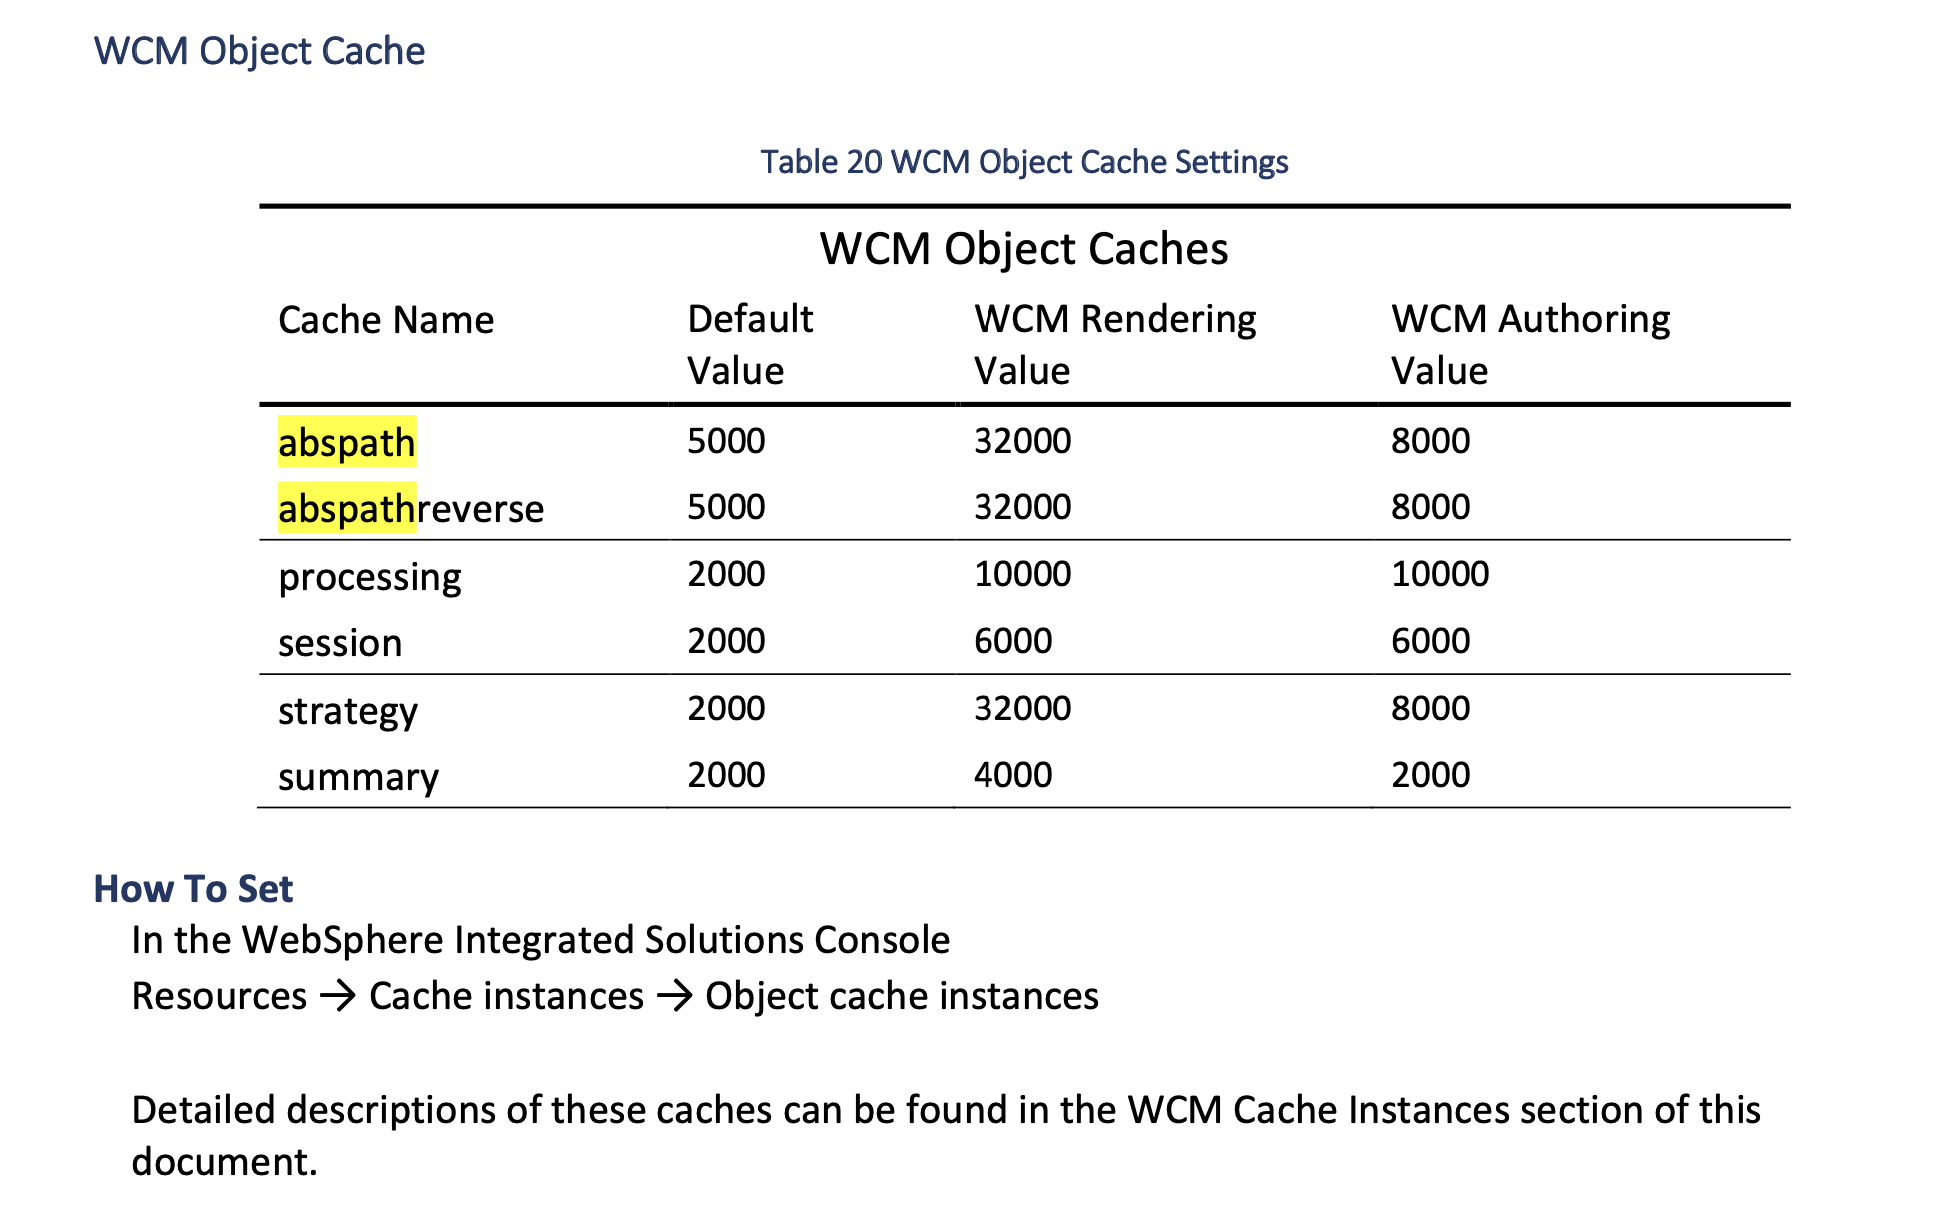 WCM Object Cache
Table 20 WCM Object Cache Settings
WCM Object Caches
Cache Name Default Value WCM Rendering Value WCM Authoring Value
abspath 5000 32000 8000
abspathreverse 5000 32000 8000
processing 2000 10000 10000
session 2000 6000 6000
strategy 2000 32000 8000
summary 2000 4000 2000
How To Set
In the WebSphere Integrated Solutions Console
Resources → Cache instances → Object cache instances
Detailed descriptions of these caches can be found in the WCM Cache Instances section of this
document.